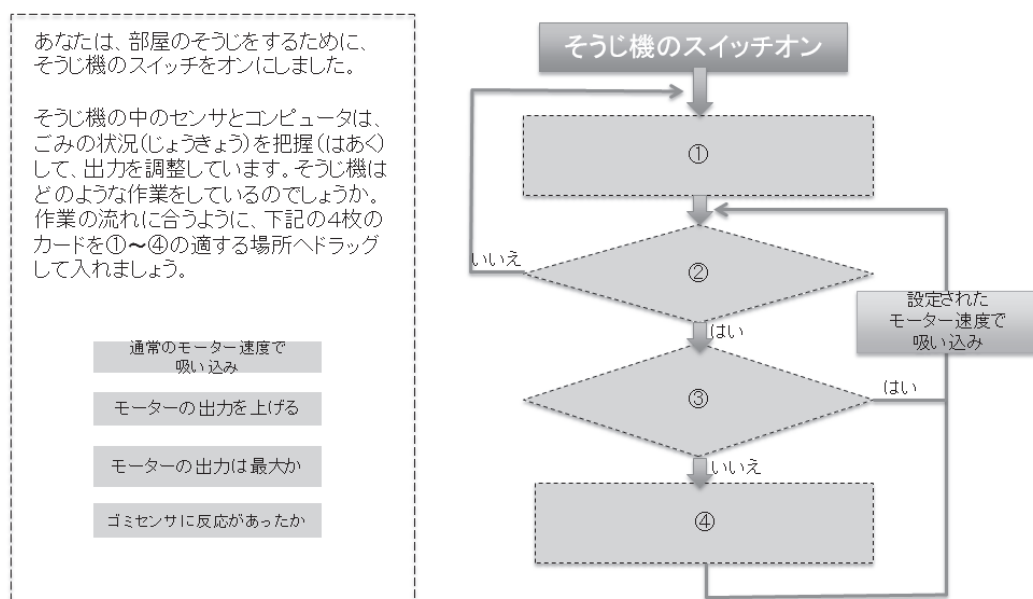 あなたは、部屋のそうじをするために、
そうじ機のスイッチをオンにしました。
そうじ機の中のセンサとコンピュータは、
ごみの状況(じょうきょう)を把握(はあく)
して、出力を調整しています。そうじ機は
どのような作業をしているのでしょうか。
作業の流れに合うように、下記の4枚の
カードを①〜④の適する場所へドラッグ
して入れましょう。
通常のモーター速度で
吸い込み
モーターの出力を上げる
モーターの出力は最大か
ゴミセンサに反応があったか
そうじ機のスイッチオン
①
②
いいえ
はい
設定された
モーター速度で
吸い込み
③
はい
いいえ
④